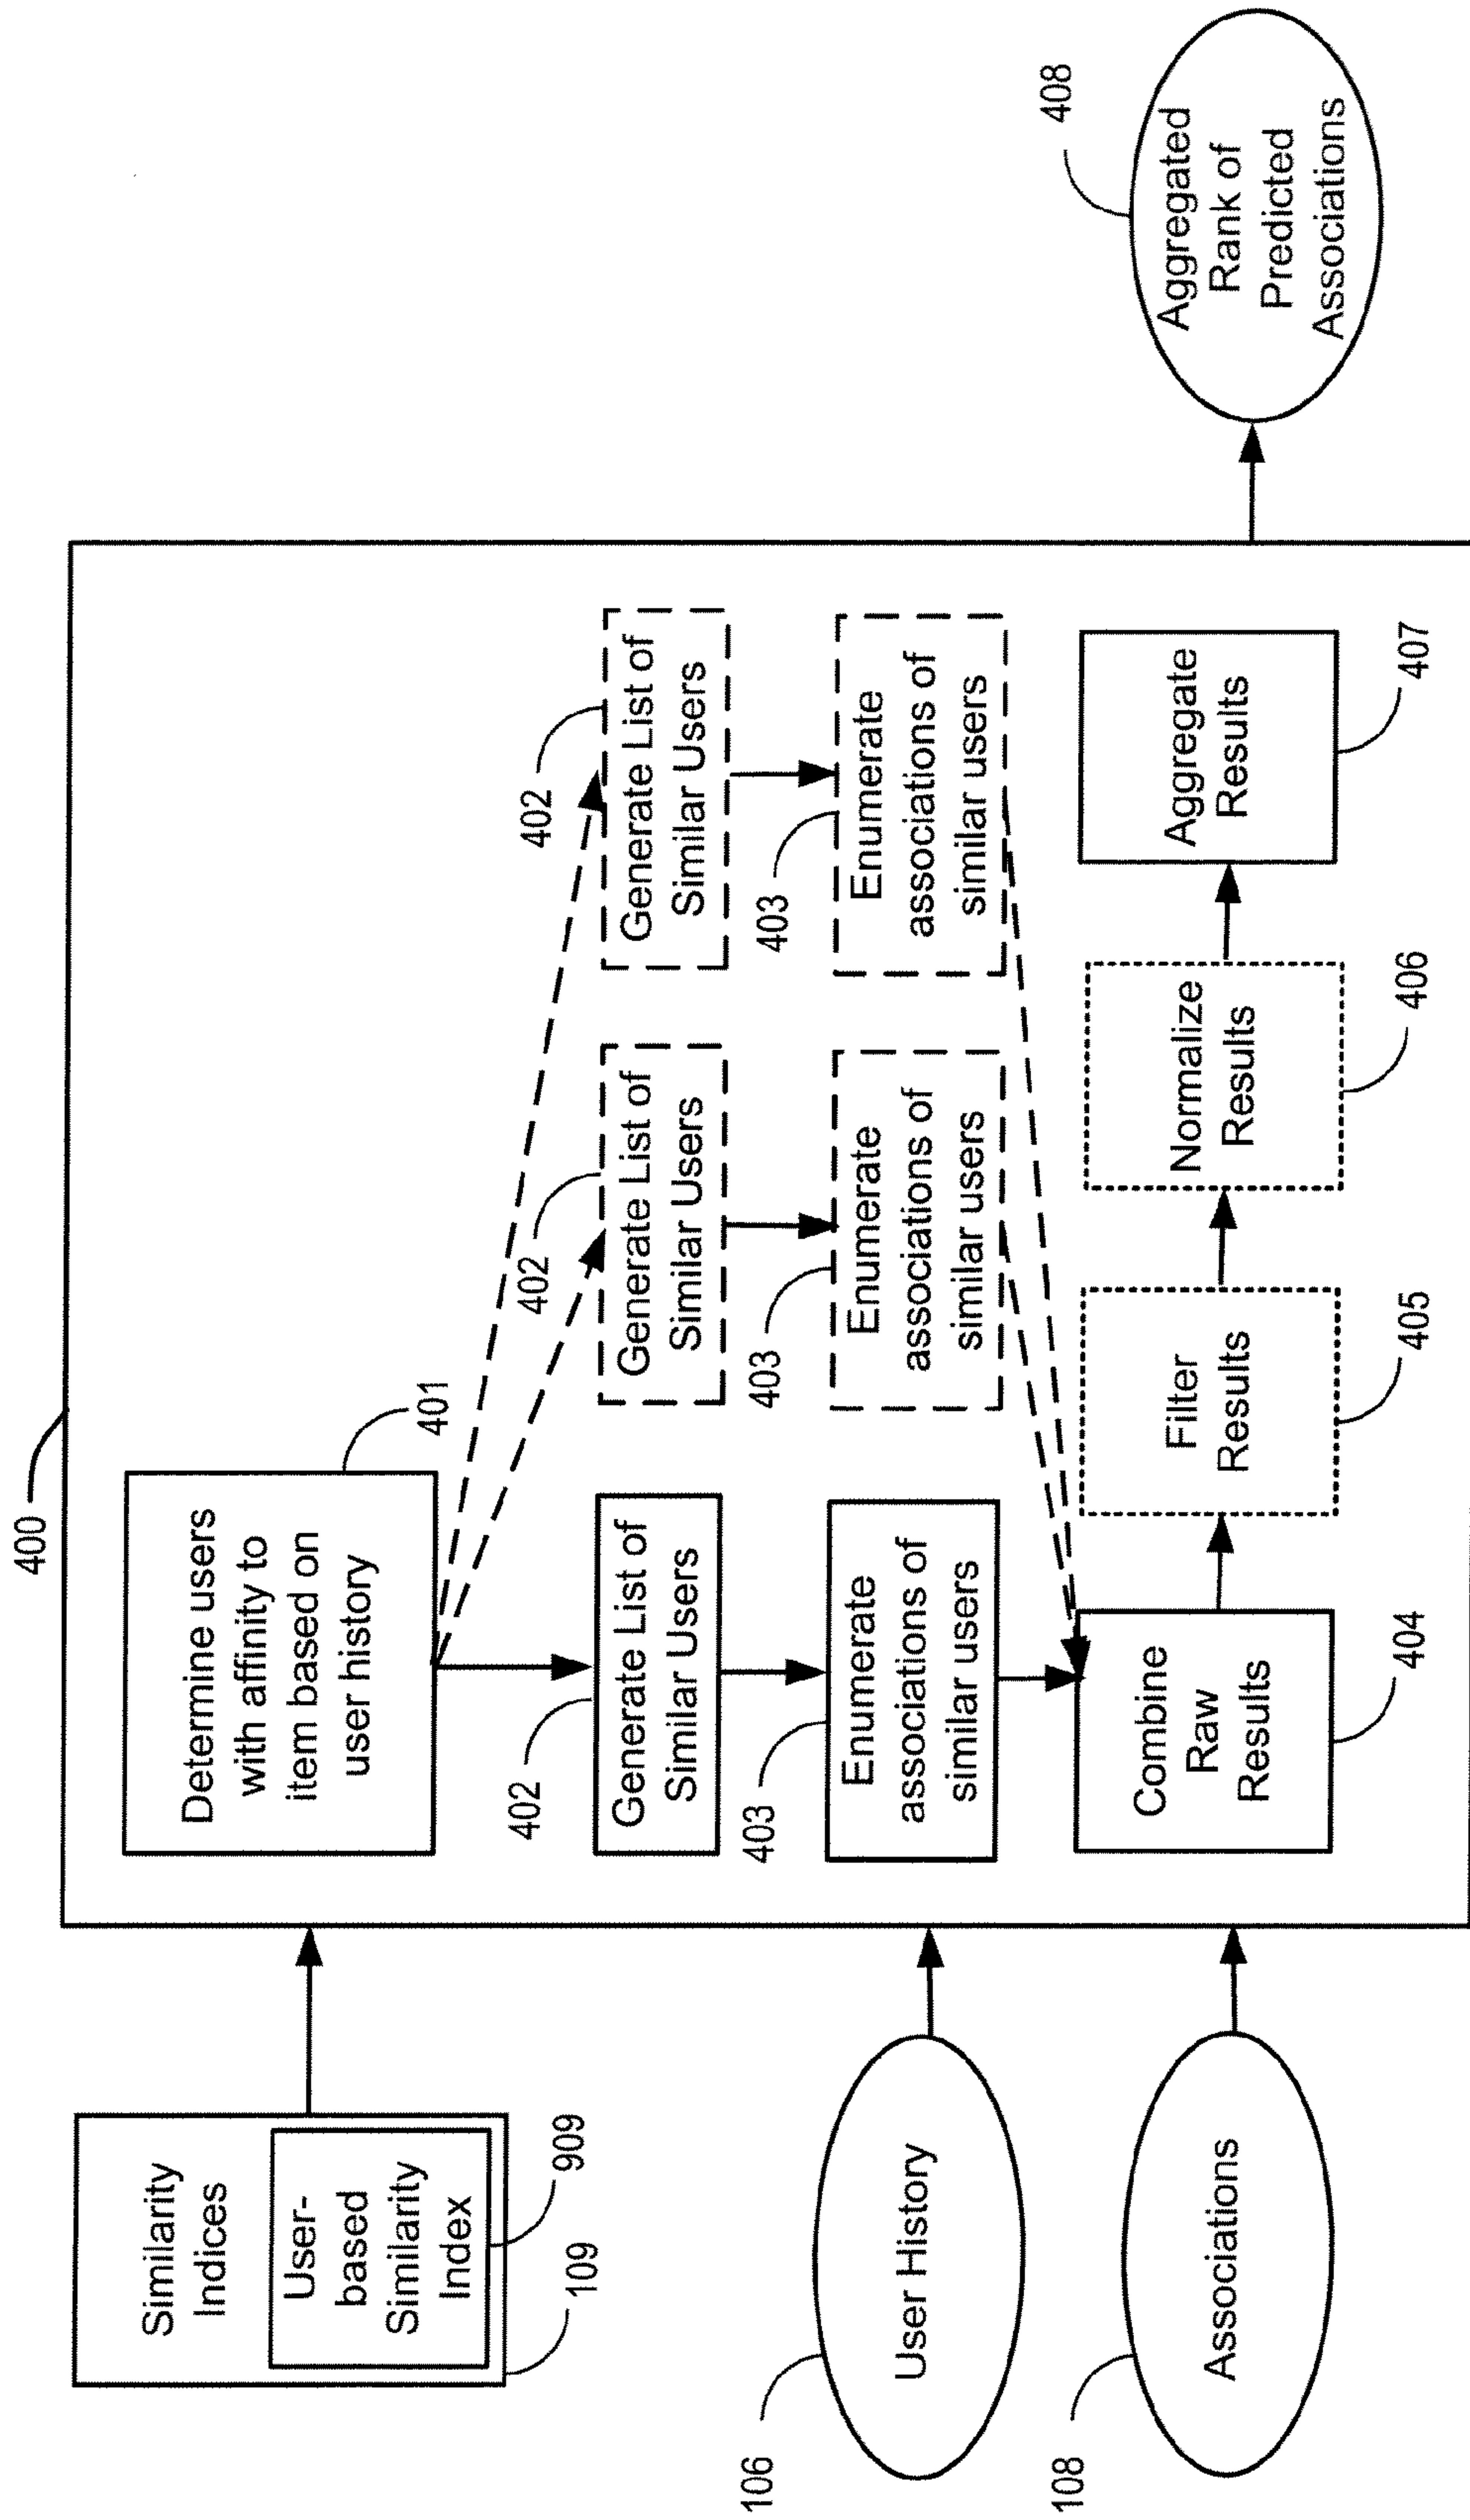 400
Similarity
Indices
User-
based
Similarity
Index
909
109
106
User History
108
Associations
Determine users
with affinity to
item based on
user history
401
402
Generate List of
Similar Users
402
Generate List of
Similar Users
402
Generate List of
Similar Users
403
Enumerate
associations of
similar users
403
Enumerate
associations of
similar users
403
Enumerate
associations of
similar users
Combine
Raw
Results
404
Filter
Results
405
Normalize
Results
406
Aggregate
Results
407
408
Aggregated
Rank of
Predicted
Associations